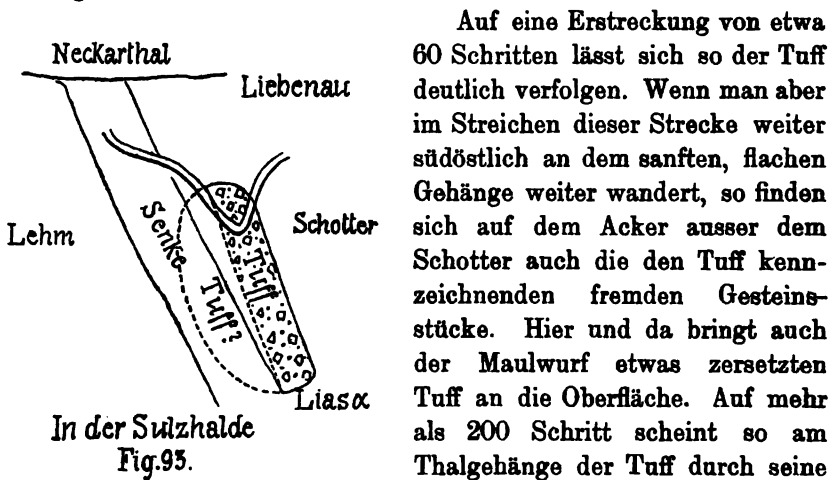 Neckarthal
Liebenau
Lehm
Senke
Tuff?
Tuff
Schotter
Lias α
In der Sulzhalde
Fig. 93.
Auf eine Erstreckung von etwa
60 Schritten lässt sich so der Tuff
deutlich verfolgen. Wenn man aber
im Streichen dieser Strecke weiter
südöstlich an dem sanften, flachen
Gehänge weiter wandert, so finden
sich auf dem Acker ausser dem
Schotter auch die den Tuff kenn-
zeichnenden fremden Gesteins-
stücke. Hier und da bringt auch
der Maulwurf etwas zersetzten
Tuff an die Oberfläche. Auf mehr
als 200 Schritt scheint so am
Thalgehänge der Tuff durch seine